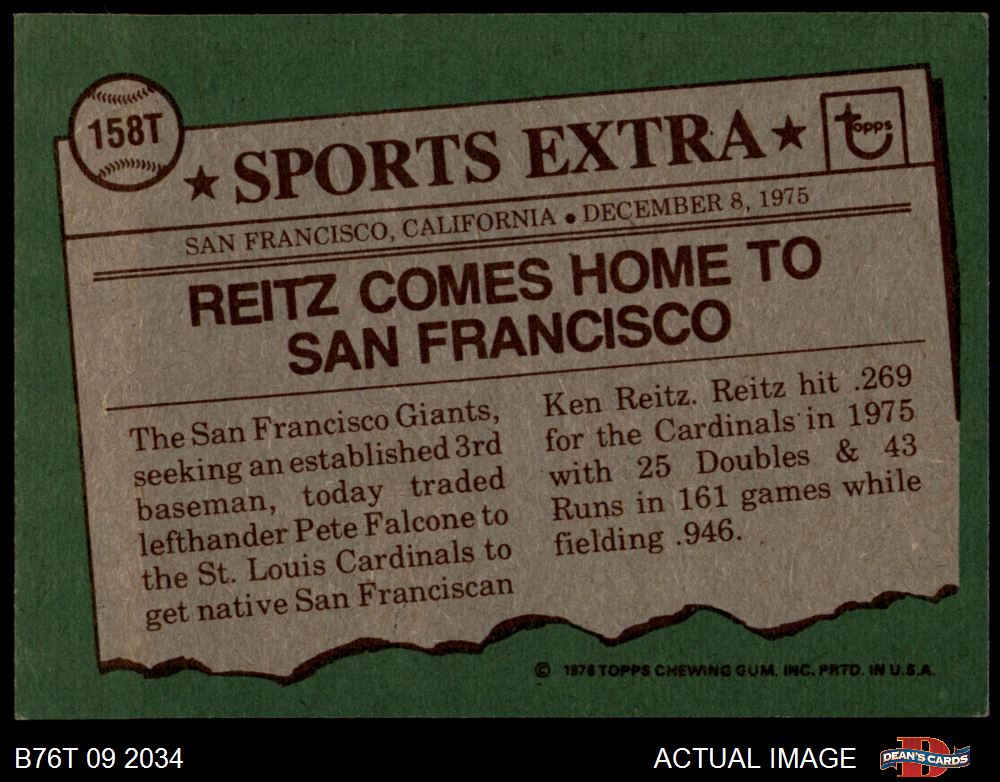 158T
★ SPORTS EXTRA ★
topps
SAN FRANCISCO, CALIFORNIA • DECEMBER 8, 1975
REITZ COMES HOME TO
SAN FRANCISCO
The San Francisco Giants,
seeking an established 3rd
baseman, today traded
lefthander Pete Falcone to
the St. Louis Cardinals to
get native San Franciscan
Ken Reitz. Reitz hit .269
for the Cardinals in 1975
with 25 Doubles & 43
Runs in 161 games while
fielding .946.
© 1976 TOPPS CHEWING GUM, INC. PRTD. IN U.S.A.
B76T 09 2034
ACTUAL IMAGE
DEAN'S CARDS